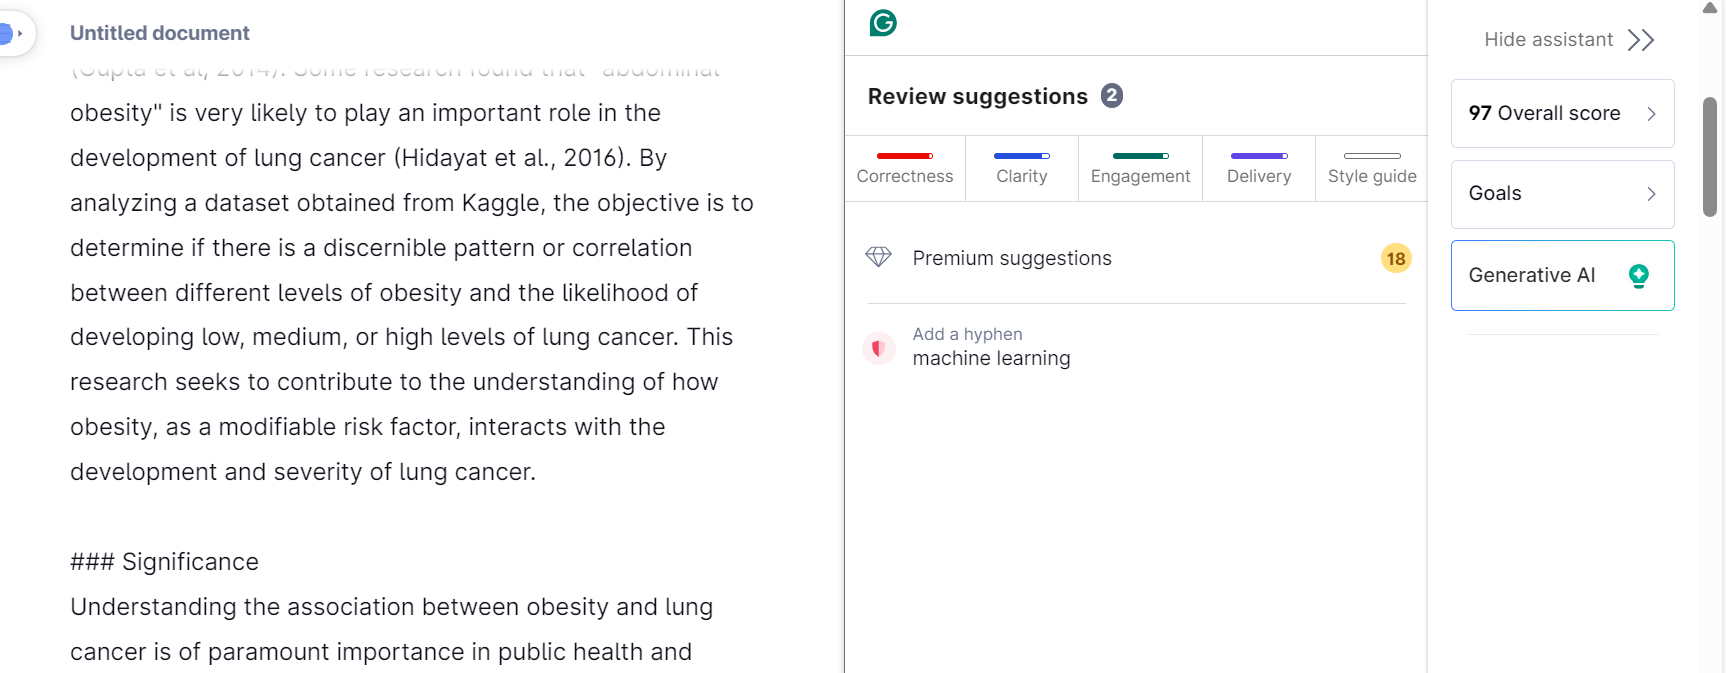 Untitled document
(Gupta et al, 2014). Some research found that "abdominal
obesity" is very likely to play an important role in the
development of lung cancer (Hidayat et al., 2016). By
analyzing a dataset obtained from Kaggle, the objective is to
determine if there is a discernible pattern or correlation
between different levels of obesity and the likelihood of
developing low, medium, or high levels of lung cancer. This
research seeks to contribute to the understanding of how
obesity, as a modifiable risk factor, interacts with the
development and severity of lung cancer.
### Significance
Understanding the association between obesity and lung
cancer is of paramount importance in public health and
Review suggestions 2
Correctness
Clarity
Engagement
Delivery
Style guide
Premium suggestions 18
Add a hyphen
machine learning
Hide assistant
97 Overall score
Goals
Generative AI